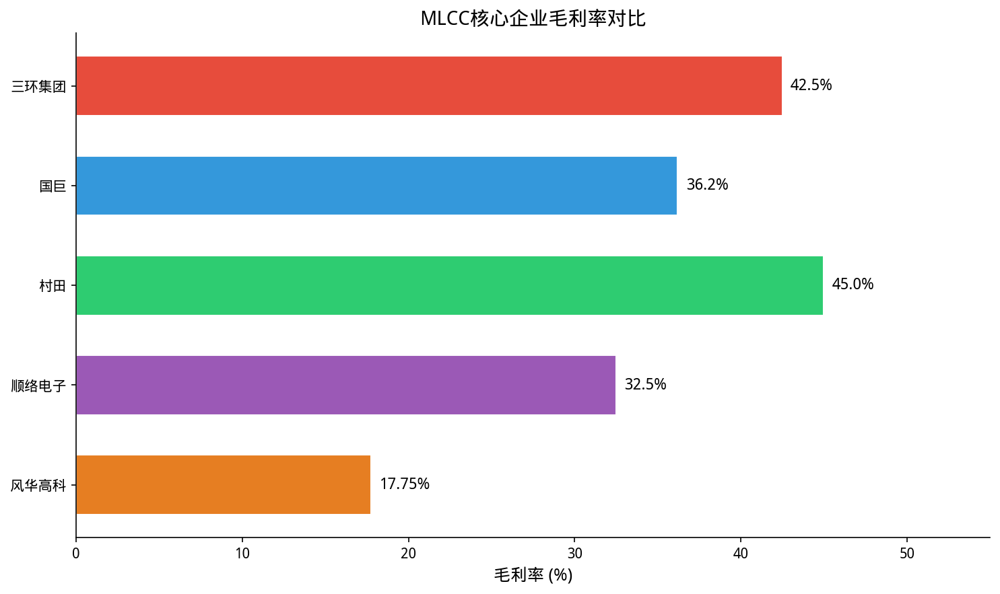 MLCC核心企业毛利率对比
三环集团
42.5%
国巨
36.2%
村田
45.0%
顺络电子
32.5%
风华高科
17.75%
0 10 20 30 40 50
毛利率 (%)